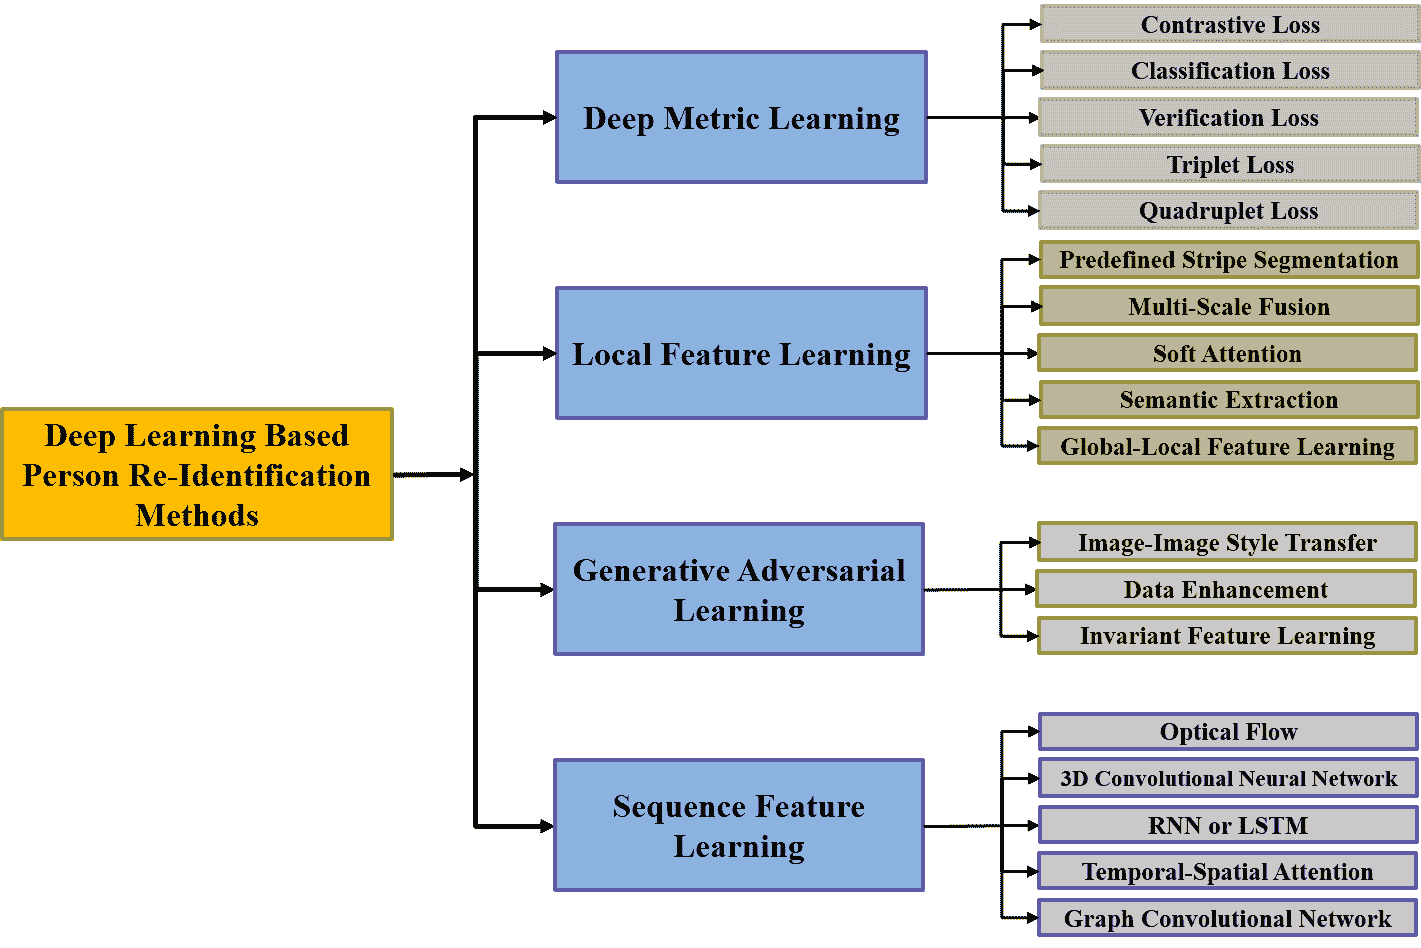 Deep Learning Based
Person Re-Identification
Methods
Deep Metric Learning
Contrastive Loss
Classification Loss
Verification Loss
Triplet Loss
Quadruplet Loss
Local Feature Learning
Predefined Stripe Segmentation
Multi-Scale Fusion
Soft Attention
Semantic Extraction
Global-Local Feature Learning
Generative Adversarial
Learning
Image-Image Style Transfer
Data Enhancement
Invariant Feature Learning
Sequence Feature
Learning
Optical Flow
3D Convolutional Neural Network
RNN or LSTM
Temporal-Spatial Attention
Graph Convolutional Network